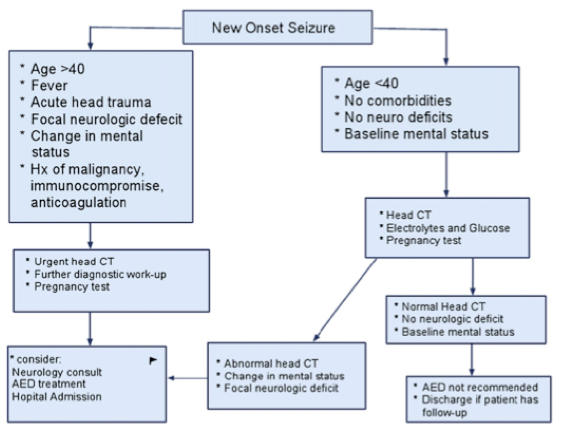 New Onset Seizure
* Age >40
* Fever
* Acute head trauma
* Focal neurologic defecit
* Change in mental
status
* Hx of malignancy,
immunocompromise,
anticoagulation
* Age <40
* No comorbidities
* No neuro deficits
* Baseline mental status
* Head CT
* Electrolytes and Glucose
* Pregnancy test
* Urgent head CT
* Further diagnostic work-up
* Pregnancy test
* Normal Head CT
* No neurologic deficit
* Baseline mental status
* consider:
Neurology consult
AED treatment
Hopital Admission
* Abnormal head CT
* Change in mental status
* Focal neurologic deficit
* AED not recommended
* Discharge if patient has
follow-up